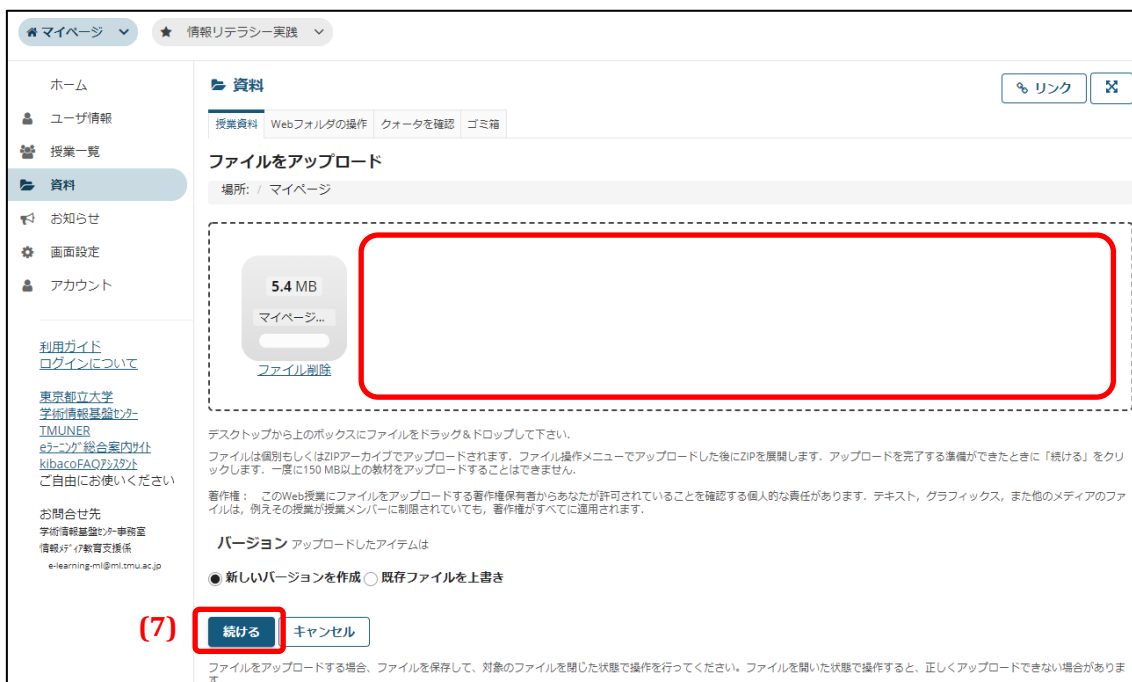 マイページ
情報リテラシー実践
ホーム
ユーザ情報
授業一覧
資料
お知らせ
画面設定
アカウント
利用ガイド
ログインについて
東京都立大学
学術情報基盤ｾﾝﾀｰ
TMUNER
eﾗｰﾆﾝｸﾞ総合案内ｻｲﾄ
kibacoFAQｱｼｽﾀﾝﾄ
ご自由にお使いください
お問合せ先
学術情報基盤ｾﾝﾀｰ事務室
情報ﾒﾃﾞｨｱ教育支援係
e-learning-ml@ml.tmu.ac.jp
資料
リンク
授業資料 Webフォルダの操作 クォータを確認 ゴミ箱
ファイルをアップロード
場所: / マイページ
5.4 MB
マイページ...
ファイル削除
デスクトップから上のボックスにファイルをドラッグ&ドロップして下さい．
ファイルは個別もしくはZIPアーカイブでアップロードされます．ファイル操作メニューでアップロードした後にZIPを展開します．アップロードを完了する準備ができたときに「続ける」をクリ
ックします．一度に150 MB以上の教材をアップロードすることはできません．
著作権： このWeb授業にファイルをアップロードする著作権保有者からあなたが許可されていることを確認する個人的な責任があります．テキスト，グラフィックス，また他のメディアのファ
イルは，例えその授業が授業メンバーに制限されていても，著作権がすべてに適用されます．
バージョン アップロードしたアイテムは
新しいバージョンを作成 既存ファイルを上書き
(7) 続ける キャンセル
ファイルをアップロードする場合、ファイルを保存して、対象のファイルを閉じた状態で操作を行ってください。ファイルを開いた状態で操作すると、正しくアップロードできない場合がありま
す